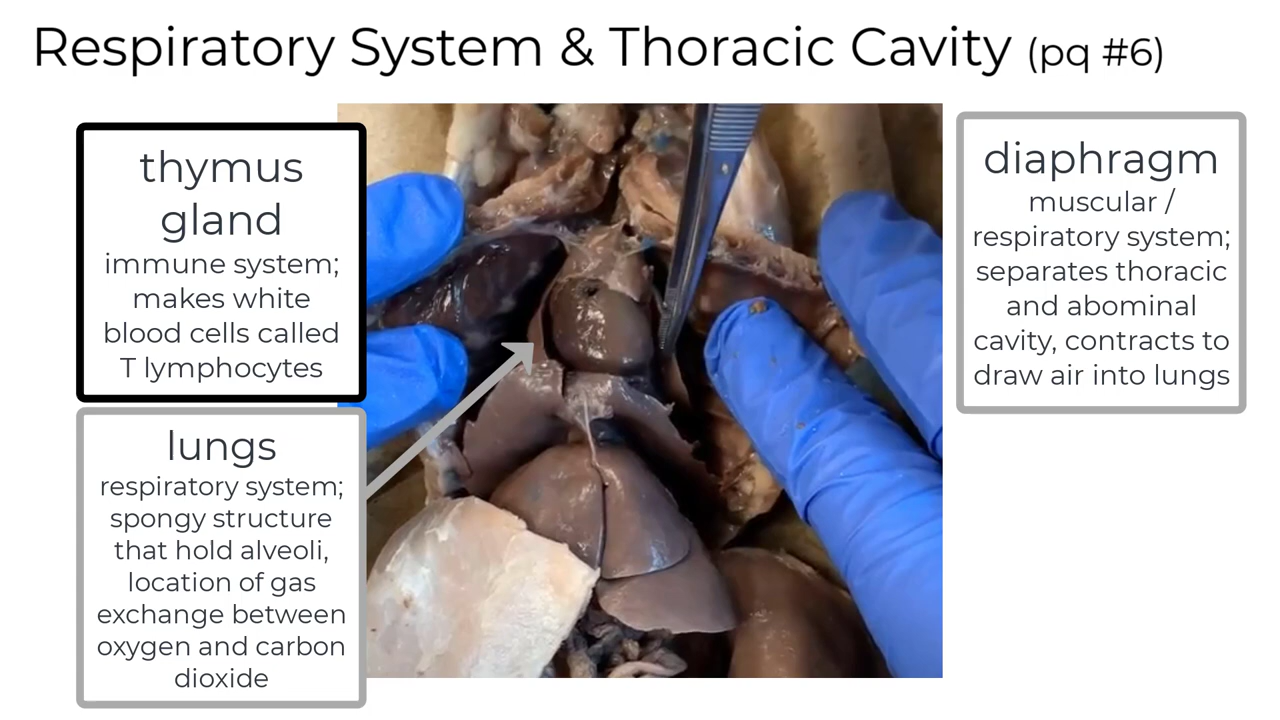 Respiratory System & Thoracic Cavity (pq #6)
thymus
gland
immune system;
makes white
blood cells called
T lymphocytes
lungs
respiratory system;
spongy structure
that hold alveoli,
location of gas
exchange between
oxygen and carbon
dioxide
diaphragm
muscular /
respiratory system;
separates thoracic
and abominal
cavity, contracts to
draw air into lungs